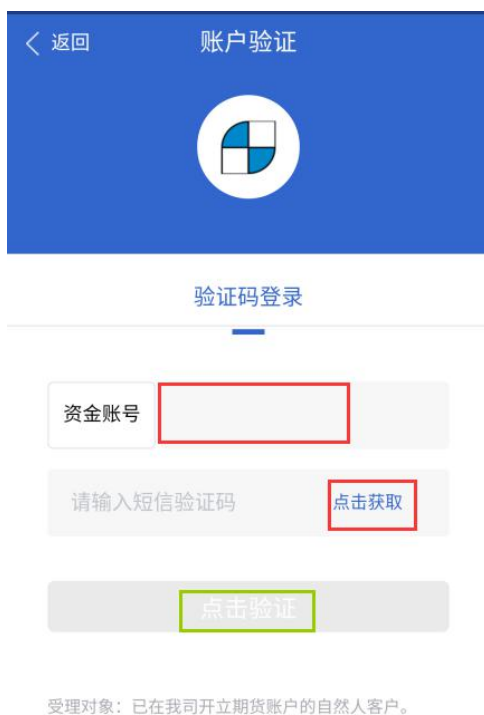 返回 账户验证
验证码登录
资金账号
请输入短信验证码 点击获取
点击验证
受理对象：已在我司开立期货账户的自然人客户。